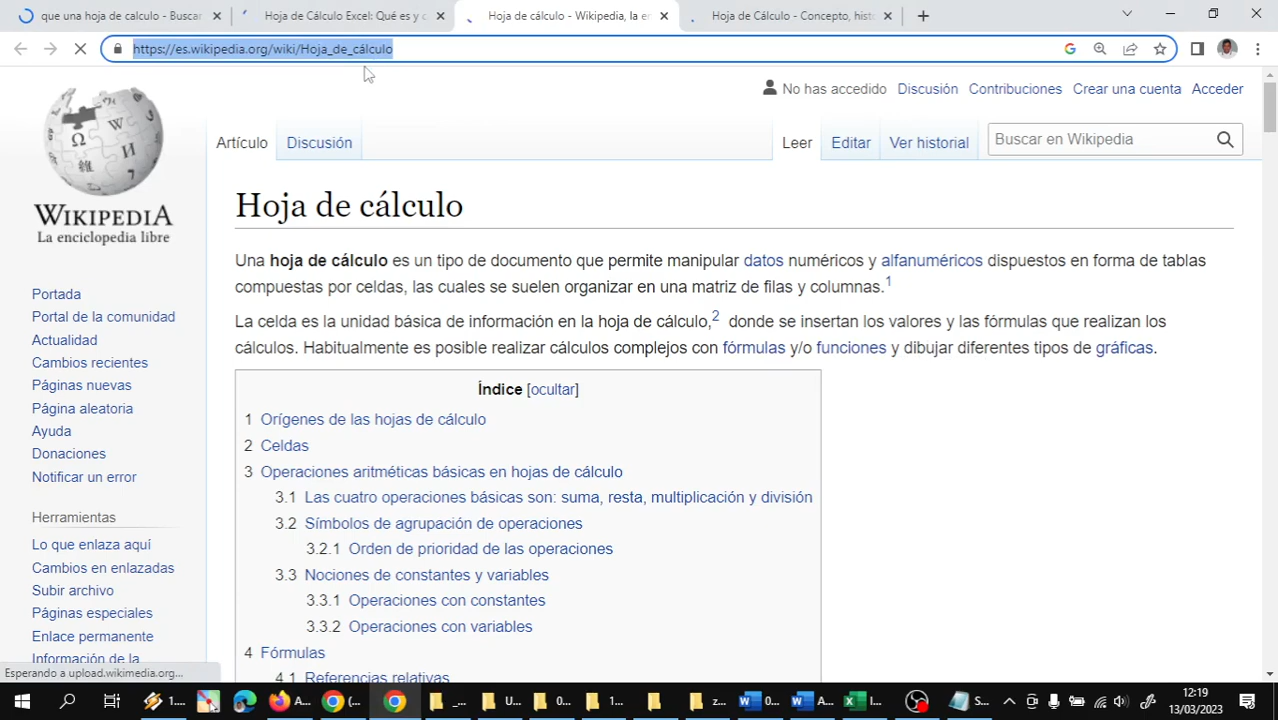 que una hoja de calculo - Buscar
Hoja de Cálculo Excel: Qué es y c
Hoja de cálculo - Wikipedia, la en
Hoja de Cálculo - Concepto, hist
https://es.wikipedia.org/wiki/Hoja_de_cálculo
No has accedido Discusión Contribuciones Crear una cuenta Acceder
Artículo Discusión Leer Editar Ver historial Buscar en Wikipedia
WIKIPEDIA
La enciclopedia libre
Portada
Portal de la comunidad
Actualidad
Cambios recientes
Páginas nuevas
Página aleatoria
Ayuda
Donaciones
Notificar un error
Herramientas
Lo que enlaza aquí
Cambios en enlazadas
Subir archivo
Páginas especiales
Enlace permanente
Información de la
Hoja de cálculo
Una hoja de cálculo es un tipo de documento que permite manipular datos numéricos y alfanuméricos dispuestos en forma de tablas
compuestas por celdas, las cuales se suelen organizar en una matriz de filas y columnas.1
La celda es la unidad básica de información en la hoja de cálculo,2 donde se insertan los valores y las fórmulas que realizan los
cálculos. Habitualmente es posible realizar cálculos complejos con fórmulas y/o funciones y dibujar diferentes tipos de gráficas.
Índice [ocultar]
1 Orígenes de las hojas de cálculo
2 Celdas
3 Operaciones aritméticas básicas en hojas de cálculo
3.1 Las cuatro operaciones básicas son: suma, resta, multiplicación y división
3.2 Símbolos de agrupación de operaciones
3.2.1 Orden de prioridad de las operaciones
3.3 Nociones de constantes y variables
3.3.1 Operaciones con constantes
3.3.2 Operaciones con variables
4 Fórmulas
4.1 Referencias relativas
Esperando a upload.wikimedia.org...
1.... A... (... _... U... 0... 1... z... 0... A... I... S...
12:19
13/03/2023